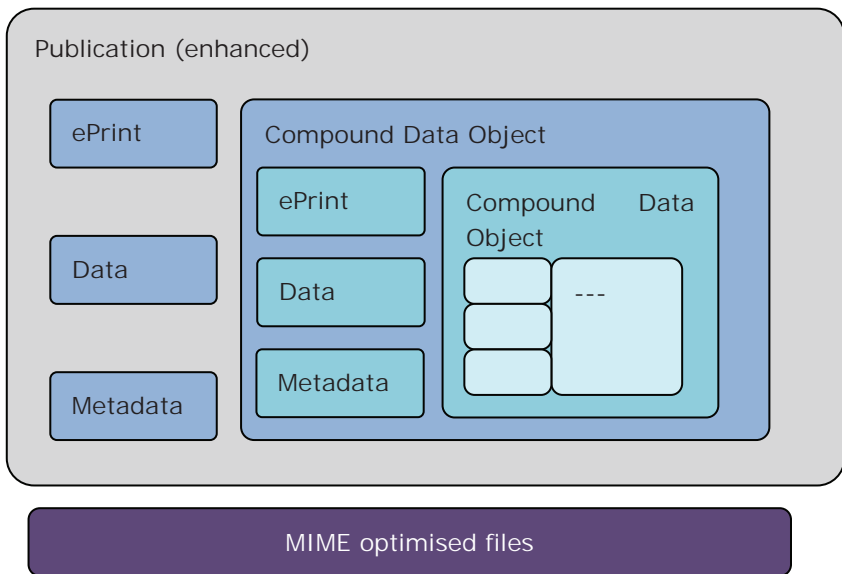 Publication (enhanced)
ePrint
Data
Metadata
Compound Data Object
ePrint
Data
Metadata
Compound Data
Object
---
MIME optimised files